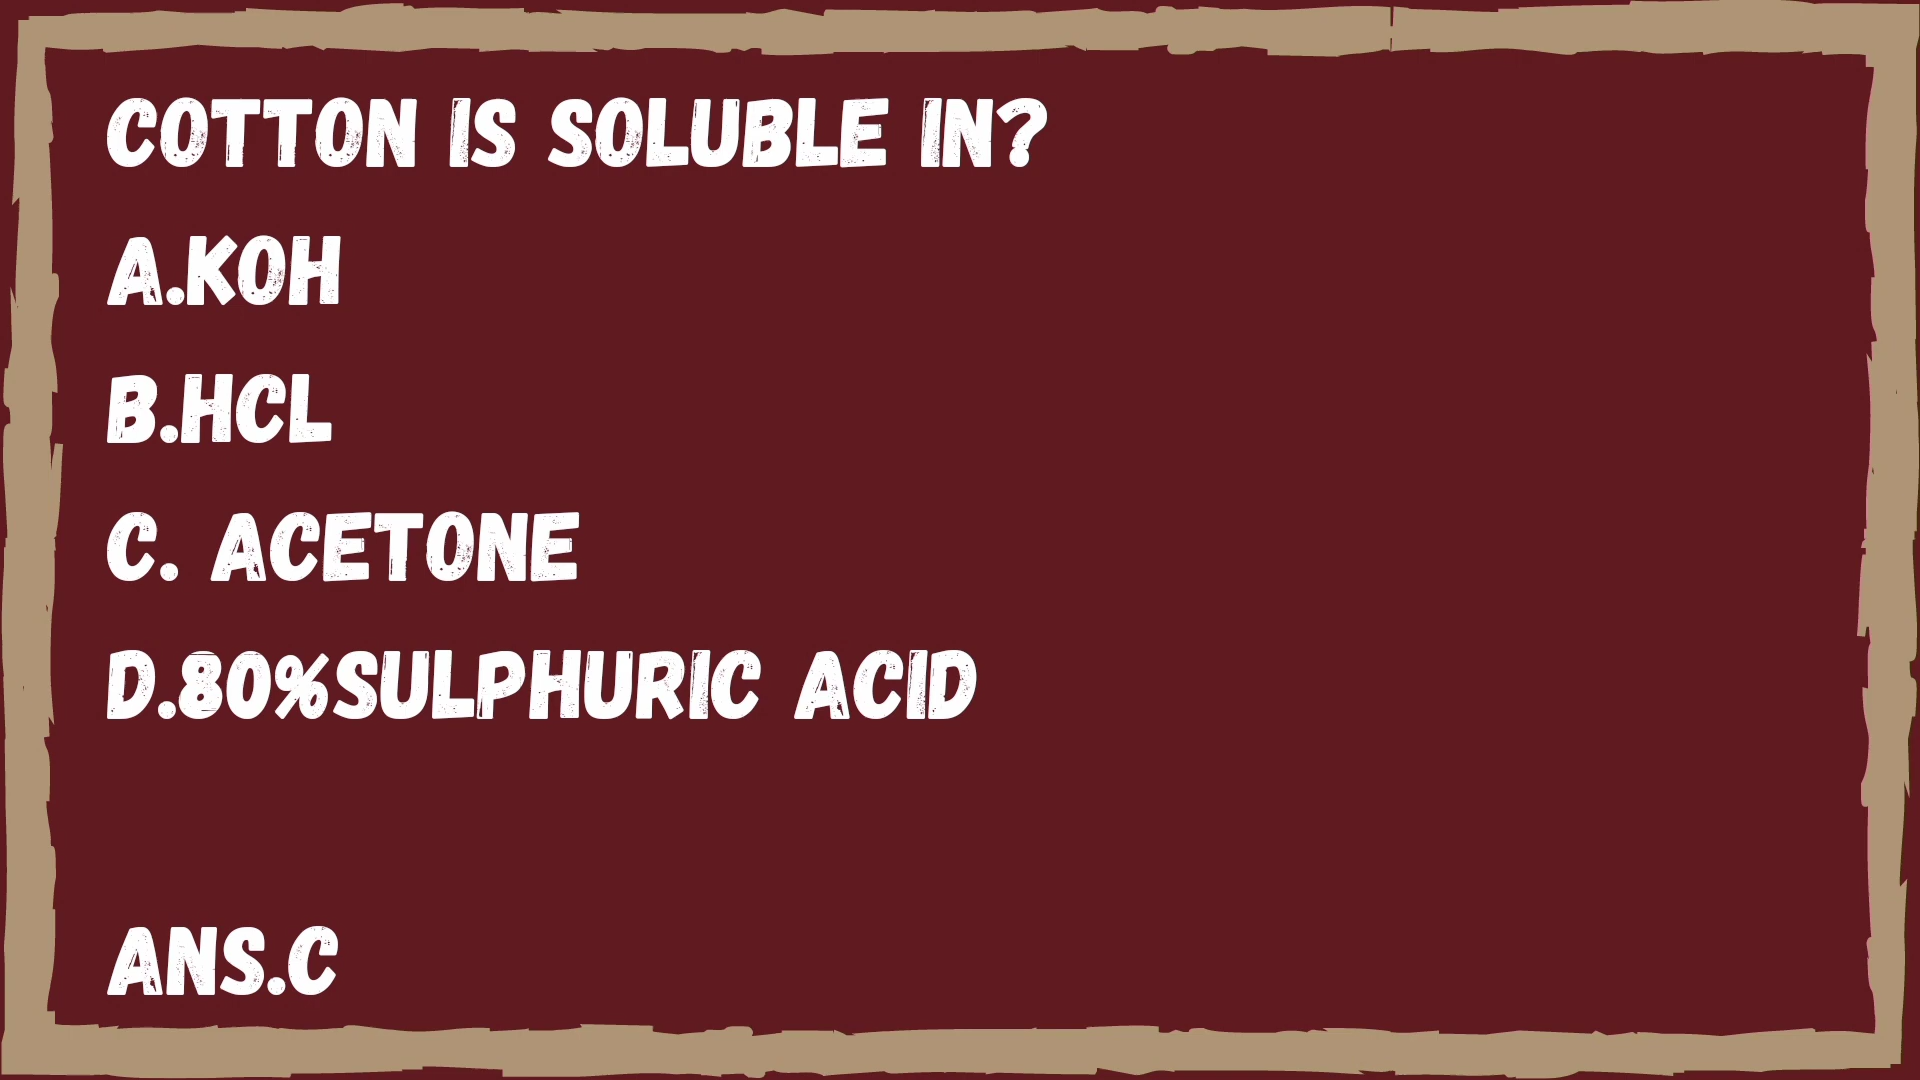 COTTON IS SOLUBLE IN?
A.KOH
B.HCL
C. ACETONE
D.80%SULPHURIC ACID
ANS.C